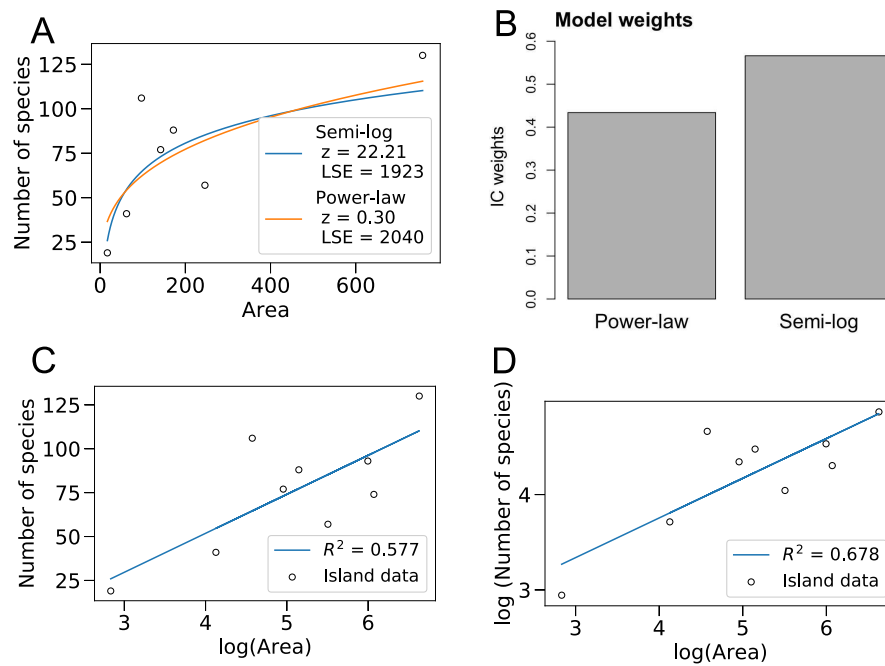 A
Number of species
125
100
75
50
25
0
200
400
600
Area
Semi-log
z = 22.21
LSE = 1923
Power-law
z = 0.30
LSE = 2040
B
Model weights
IC weights
0.6
0.5
0.4
0.3
0.2
0.1
0.0
Power-law
Semi-log
C
Number of species
125
100
75
50
25
3
4
5
6
log(Area)
R² = 0.577
Island data
D
log (Number of species)
4
3
3
4
5
6
log(Area)
R² = 0.678
Island data